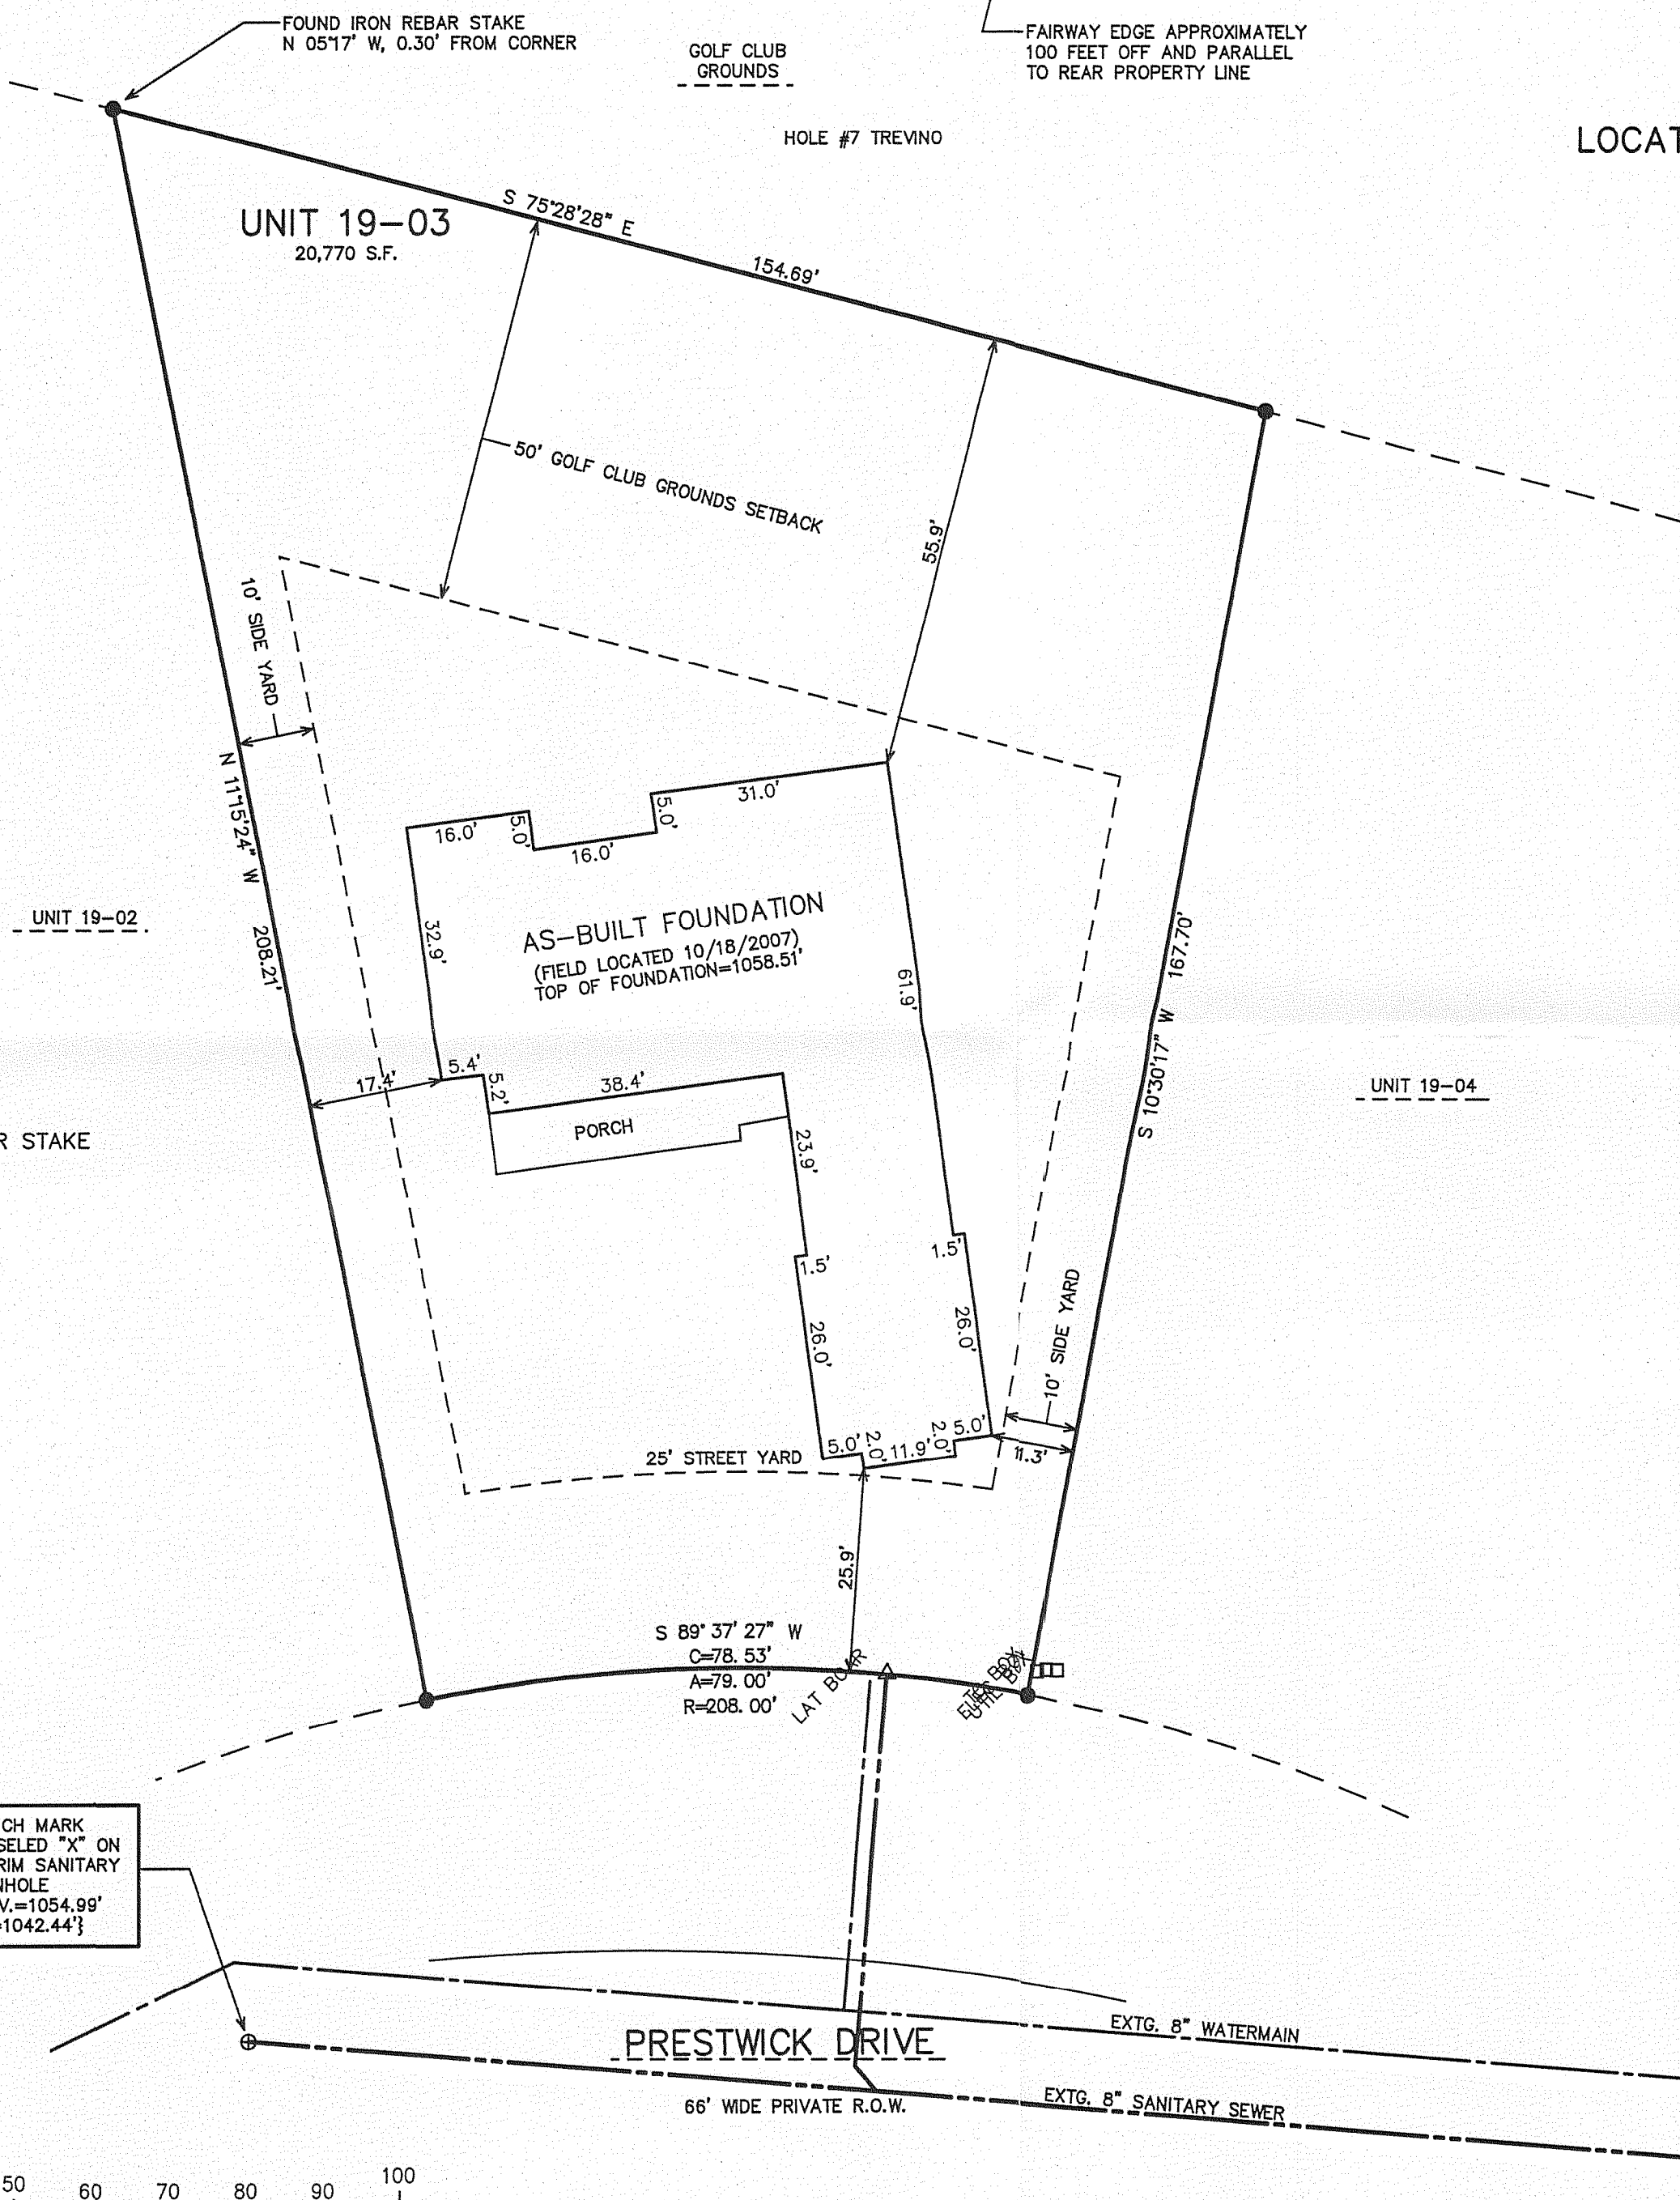 FOUND IRON REBAR STAKE
N 05°17' W, 0.30' FROM CORNER
GOLF CLUB
GROUNDS
FAIRWAY EDGE APPROXIMATELY
100 FEET OFF AND PARALLEL
TO REAR PROPERTY LINE
HOLE #7 TREVINO
LOCAT
UNIT 19-03
20,770 S.F.
S 75°28'28" E
154.69'
50' GOLF CLUB GROUNDS SETBACK
55.9'
10' SIDE YARD
N 11°15'24" W
208.21'
31.0'
5.0'
16.0'
5.0'
16.0'
UNIT 19-02
AS-BUILT FOUNDATION
(FIELD LOCATED 10/18/2007)
TOP OF FOUNDATION=1058.51'
32.9'
61.9'
167.70'
S 10°30'17" W
UNIT 19-04
17.4'
5.4'
5.2'
38.4'
PORCH
23.9'
R STAKE
1.5'
1.5'
26.0'
26.0'
10' SIDE YARD
25' STREET YARD
5.0'
2.0'
11.9'
2.0'
5.0'
11.3'
25.9'
S 89°37'27" W
C=78.53'
A=79.00'
R=208.00'
CH MARK
SELED "X" ON
RIM SANITARY
NHOLE
V.=1054.99'
=1042.44'}
PRESTWICK DRIVE
66' WIDE PRIVATE R.O.W.
EXTG. 8" WATERMAIN
EXTG. 8" SANITARY SEWER
50 60 70 80 90 100